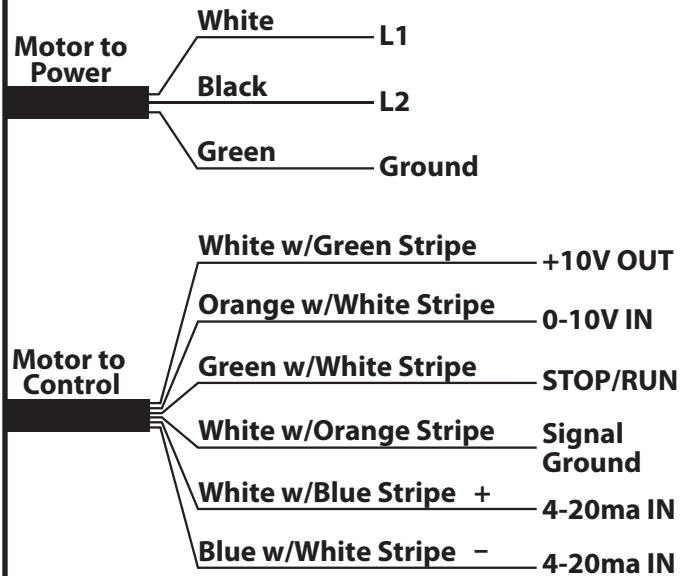 Motor to
Power
White
L1
Black
L2
Green
Ground
Motor to
Control
White w/Green Stripe
+10V OUT
Orange w/White Stripe
0-10V IN
Green w/White Stripe
STOP/RUN
White w/Orange Stripe
Signal
Ground
White w/Blue Stripe +
4-20ma IN
Blue w/White Stripe –
4-20ma IN